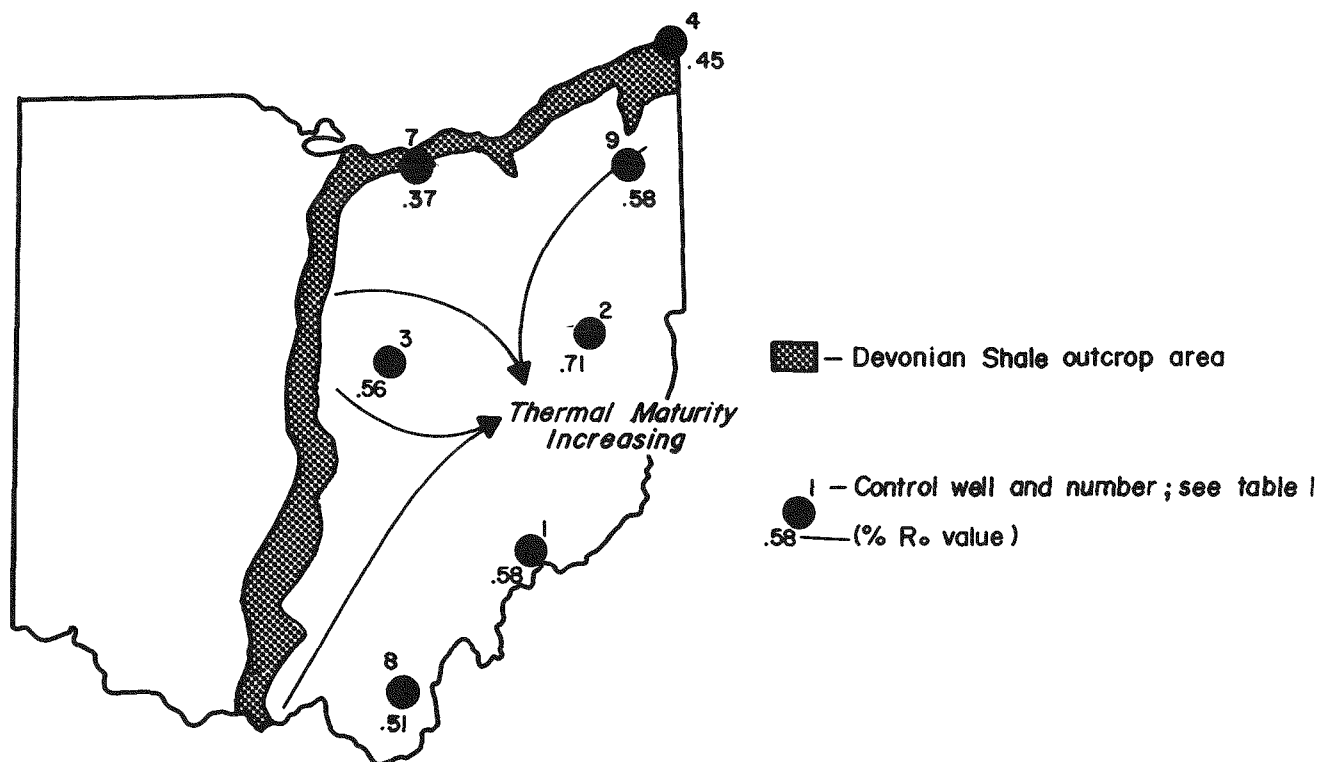 4
.45
7
.37
9
.58
2
.71
3
.56
Thermal Maturity
Increasing
1
.58
8
.51
– Devonian Shale outcrop area
1 – Control well and number; see table 1
.58 — (% Ro value)